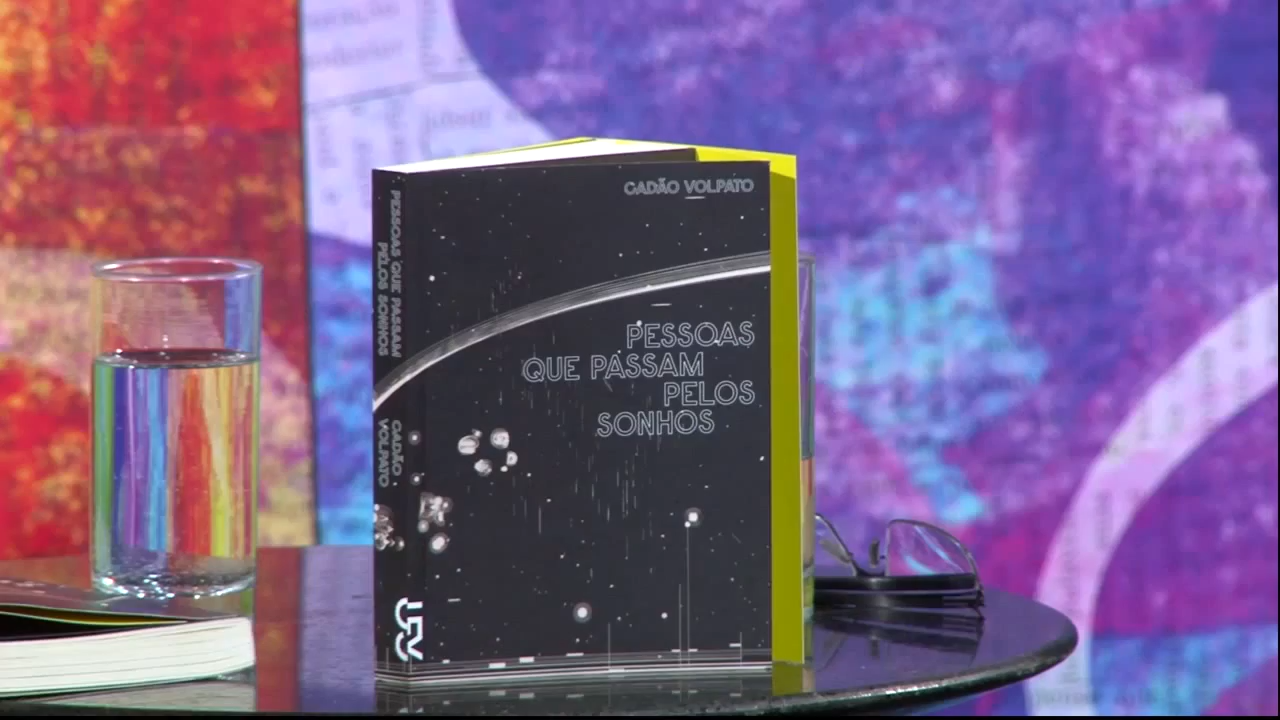 CADÃO VOLPATO
PESSOAS
QUE PASSAM
PELOS
SONHOS
PESSOAS QUE PASSAM
PELOS SONHOS
CADÃO
VOLPATO